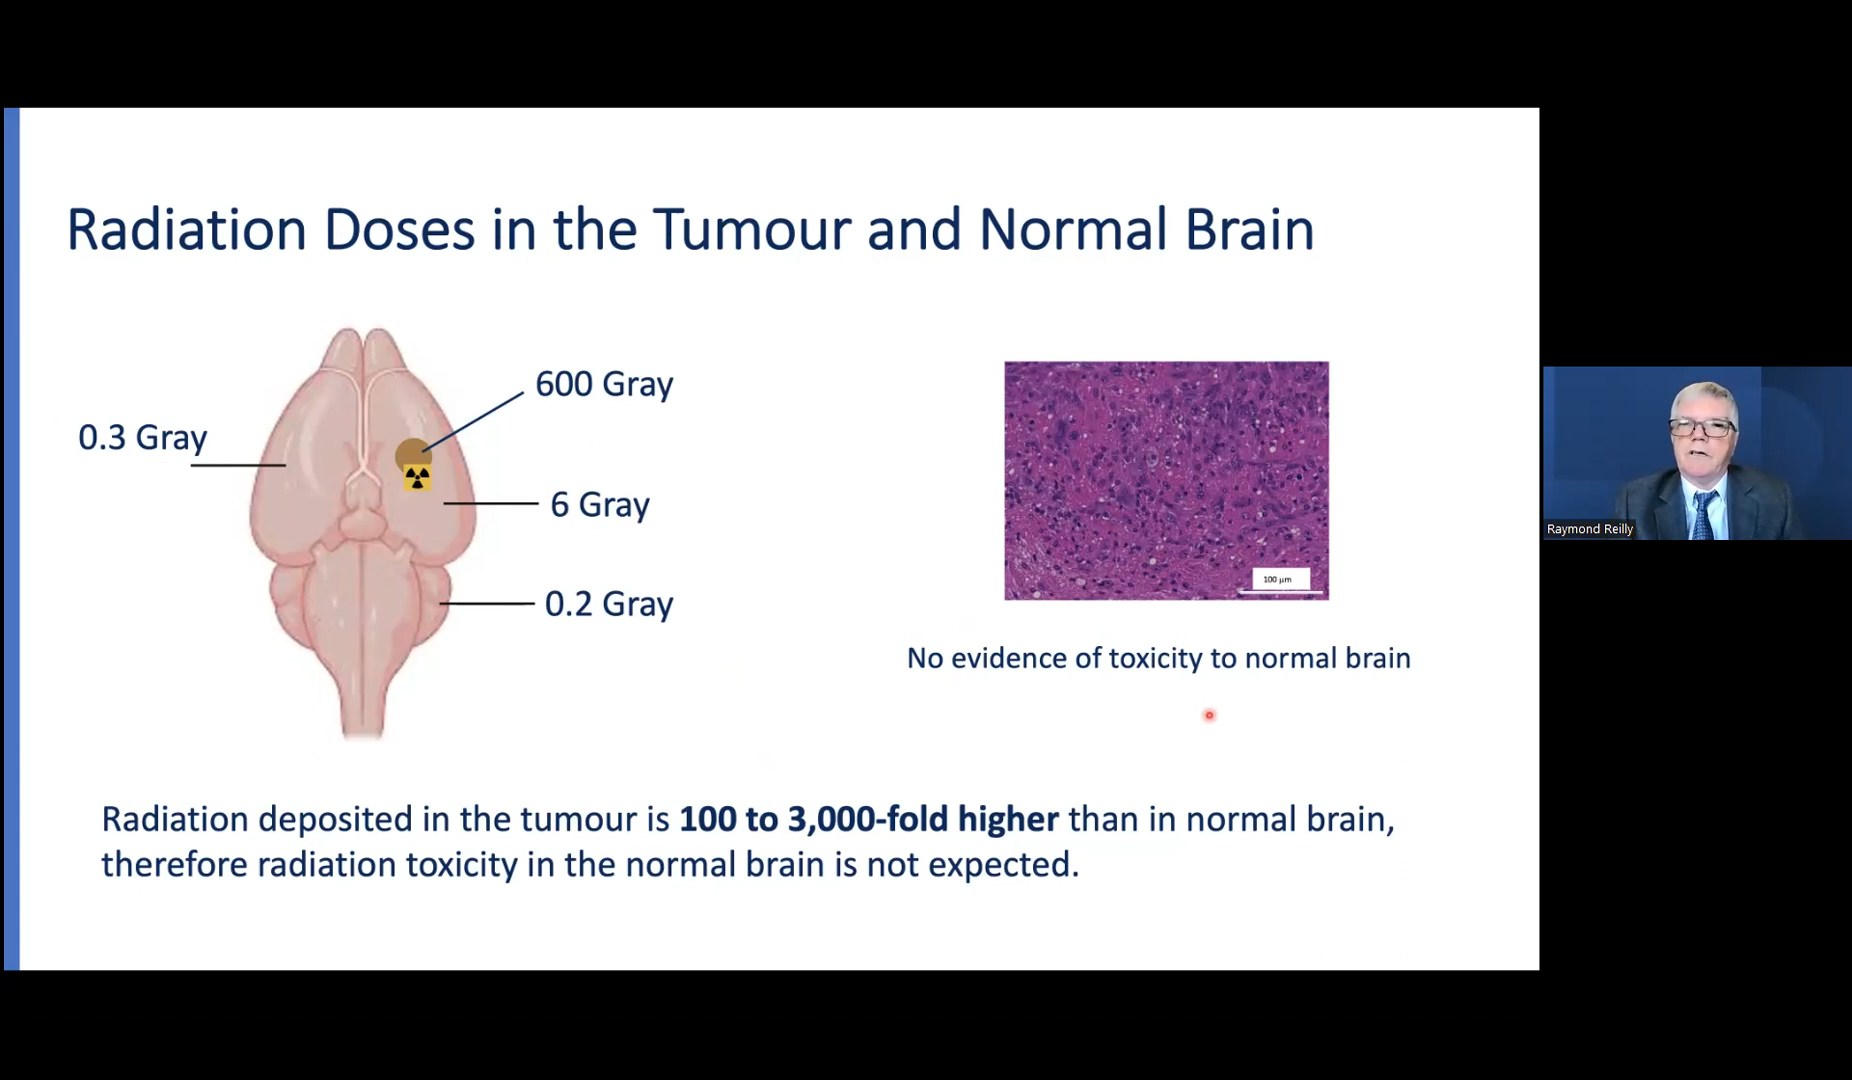 Radiation Doses in the Tumour and Normal Brain
600 Gray
0.3 Gray
6 Gray
0.2 Gray
100 µm
No evidence of toxicity to normal brain
Radiation deposited in the tumour is 100 to 3,000-fold higher than in normal brain,
therefore radiation toxicity in the normal brain is not expected.
Raymond Reilly